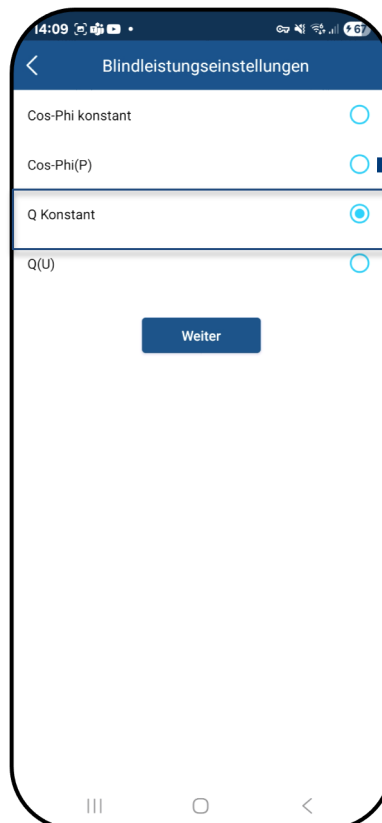 14:09
67
Blindleistungseinstellungen
Cos-Phi konstant
Cos-Phi(P)
Q Konstant
Q(U)
Weiter